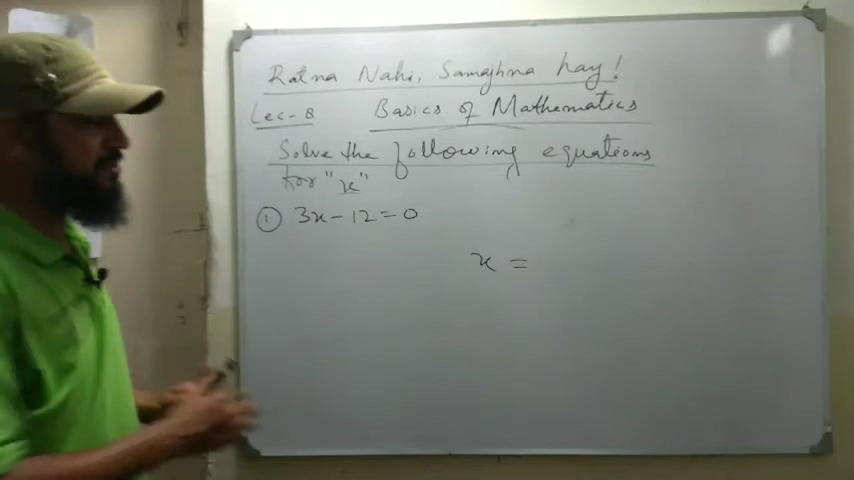 Ratna Nahi, Samajhna hay!
Lec-8 Basics of Mathematics
Solve the following equations
for "x"
① 3x-12=0
x =